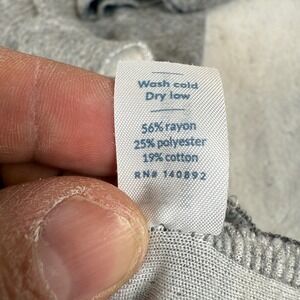 Wash cold
Dry low
56% rayon
25% polyester
19% cotton
RN# 140892